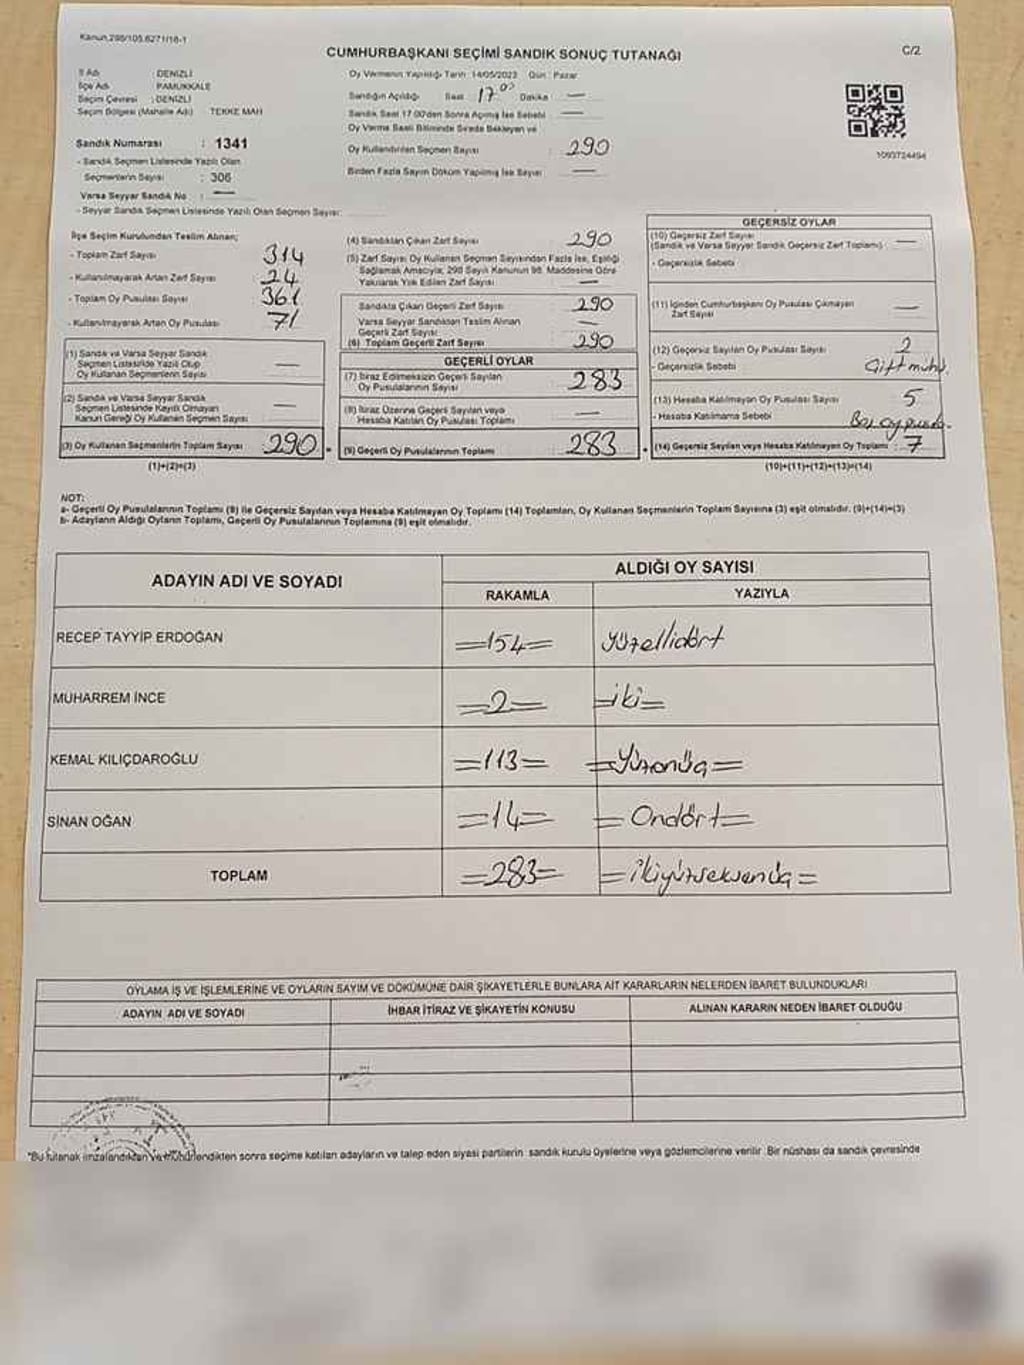 Kanun.298/105.6271/18-1
CUMHURBAŞKANI SEÇİMİ SANDIK SONUÇ TUTANAĞI
C/2
İl Adı DENİZLİ
İlçe Adı PAMUKKALE
Seçim Çevresi : DENİZLİ
Seçim Bölgesi (Mahalle Adı) TEKKE MAH
Sandık Numarası : 1341
- Sandık Seçmen Listesinde Yazılı Olan
Seçmenlerin Sayısı : 306
Varsa Seyyar Sandık No : —
- Seyyar Sandık Seçmen Listesinde Yazılı Olan Seçmen Sayısı:
Oy Vermenin Yapıldığı Tarih 14/05/2023 Gün : Pazar
Sandığın Açıldığı Saat 17.00 Dakika : —
Sandık Saat 17.00'den Sonra Açılmış İse Sebebi —
Oy Verme Saati Bitiminde Sırada Bekleyen ve
Oy Kullandırılan Seçmen Sayısı : 290
Birden Fazla Sayım Döküm Yapılmış İse Sayısı —
1093724494
İlçe Seçim Kurulundan Teslim Alınan;
- Toplam Zarf Sayısı 314
- Kullanılmayarak Artan Zarf Sayısı 24
- Toplam Oy Pusulası Sayısı 361
- Kullanılmayarak Artan Oy Pusulası 71
(1) Sandık ve Varsa Seyyar Sandık
Seçmen Listesinde Yazılı Olup
Oy Kullanan Seçmenlerin Sayısı —
(2) Sandık ve Varsa Seyyar Sandık
Seçmen Listesinde Kayıtlı Olmayan
Kanun Gereği Oy Kullanan Seçmen Sayısı —
(3) Oy Kullanan Seçmenlerin Toplam Sayısı 290
(1)+(2)=(3)
(4) Sandıktan Çıkan Zarf Sayısı 290
(5) Zarf Sayısı Oy Kullanan Seçmen Sayısından Fazla İse, Eşitliği
Sağlamak Amacıyla; 298 Sayılı Kanunun 98. Maddesine Göre
Yakılarak Yok Edilen Zarf Sayısı —
Sandıkta Çıkan Geçerli Zarf Sayısı 290
Varsa Seyyar Sandıktan Teslim Alınan
Geçerli Zarf Sayısı —
(6) Toplam Geçerli Zarf Sayısı 290
GEÇERLİ OYLAR
(7) İtiraz Edilmeksizin Geçerli Sayılan
Oy Pusulalarının Sayısı 283
(8) İtiraz Üzerine Geçerli Sayılan veya
Hesaba Katılan Oy Pusulası Toplamı —
(9) Geçerli Oy Pusulalarının Toplamı 283
GEÇERSİZ OYLAR
(10) Geçersiz Zarf Sayısı
(Sandık ve Varsa Seyyar Sandık Geçersiz Zarf Toplamı) —
- Geçersizlik Sebebi
(11) İçinden Cumhurbaşkanı Oy Pusulası Çıkmayan
Zarf Sayısı —
(12) Geçersiz Sayılan Oy Pusulası Sayısı 2
- Geçersizlik Sebebi : Çift mühü.
(13) Hesaba Katılmayan Oy Pusulası Sayısı 5
- Hesaba Katılmama Sebebi Boş oy pusula.
(14) Geçersiz Sayılan veya Hesaba Katılmayan Oy Toplamı : 7
(10)+(11)+(12)+(13)=(14)
NOT:
a- Geçerli Oy Pusulalarının Toplamı (9) ile Geçersiz Sayılan veya Hesaba Katılmayan Oy Toplamı (14) Toplamları, Oy Kullanan Seçmenlerin Toplam Sayısına (3) eşit olmalıdır. (9)+(14)=(3)
b- Adayların Aldığı Oyların Toplamı, Geçerli Oy Pusulalarının Toplamına (9) eşit olmalıdır.
ADAYIN ADI VE SOYADI ALDIĞI OY SAYISI
RAKAMLA YAZIYLA
RECEP TAYYİP ERDOĞAN =154= yüzellidört
MUHARREM İNCE =2= =iki=
KEMAL KILIÇDAROĞLU =113= =yüzonüç=
SİNAN OĞAN =14= =Ondört=
TOPLAM =283= =ikiyüzseksenüç=
OYLAMA İŞ VE İŞLEMLERİNE VE OYLARIN SAYIM VE DÖKÜMÜNE DAİR ŞİKAYETLERLE BUNLARA AİT KARARLARIN NELERDEN İBARET BULUNDUKLARI
ADAYIN ADI VE SOYADI İHBAR İTİRAZ VE ŞİKAYETİN KONUSU ALINAN KARARIN NEDEN İBARET OLDUĞU
*Bu tutanak imzalandıktan ve mühürlendikten sonra seçime katılan adayların ve talep eden siyasi partilerin sandık kurulu üyelerine veya gözlemcilerine verilir. Bir nüshası da sandık çevresinde